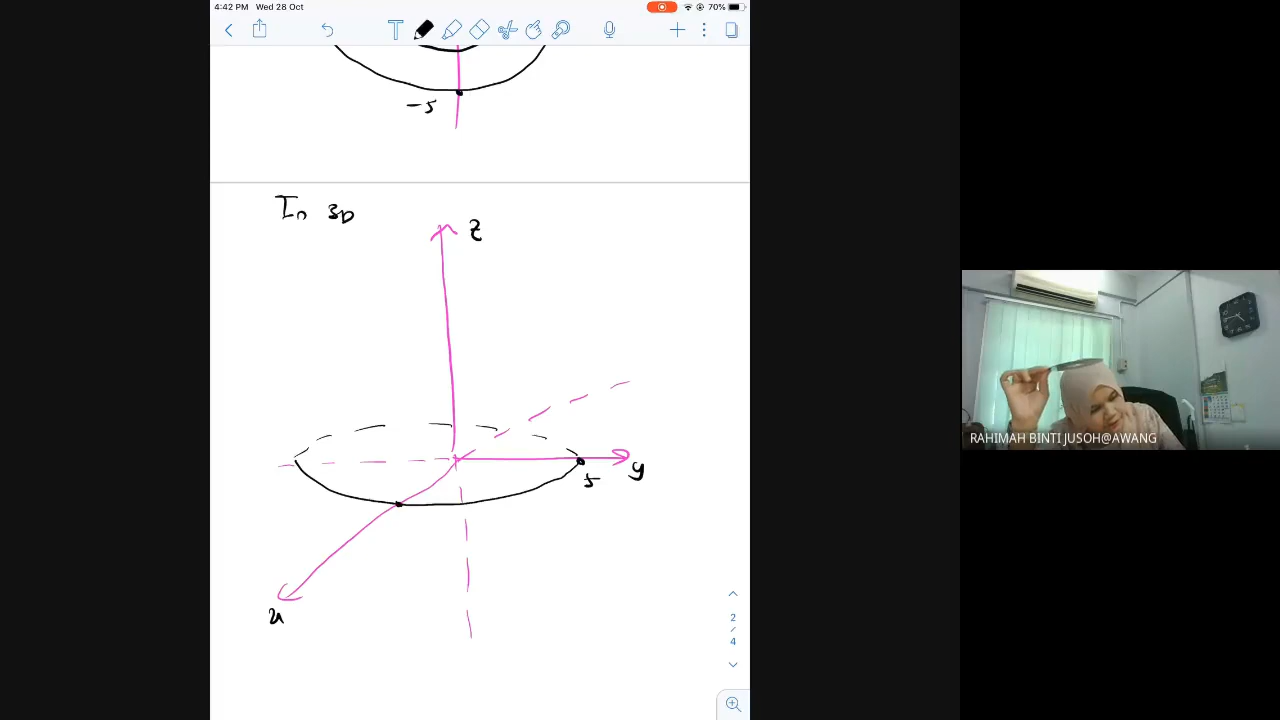 4:42 PM Wed 28 Oct
70%
T
-5
In 3D
z
y
5
x
2
/
4
RAHIMAH BINTI JUSOH@AWANG